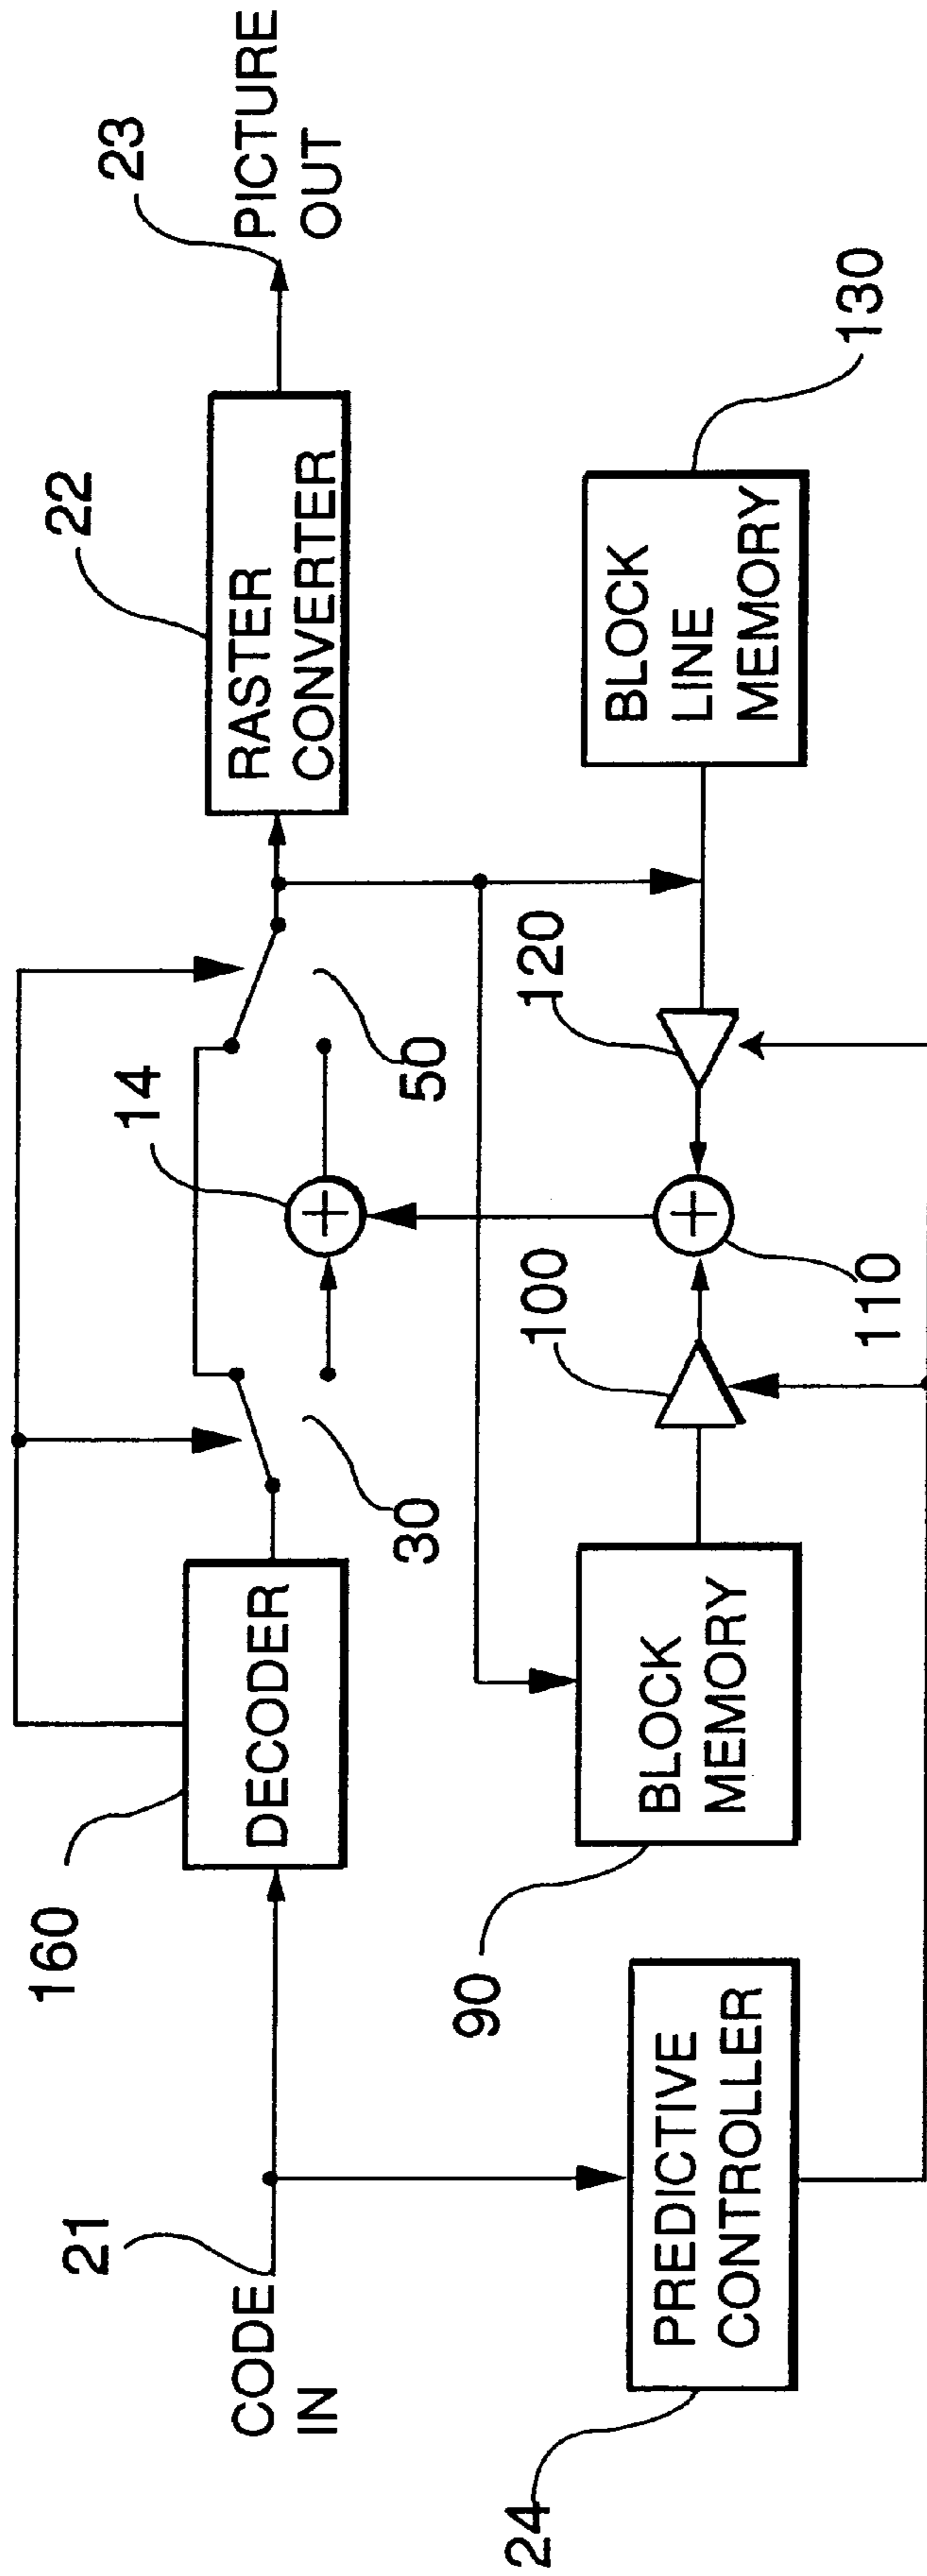 CODE
IN
21
160
DECODER
30
14
50
22
RASTER
CONVERTER
23
PICTURE
OUT
24
PREDICTIVE
CONTROLLER
90
BLOCK
MEMORY
100
110
120
BLOCK
LINE
MEMORY
130